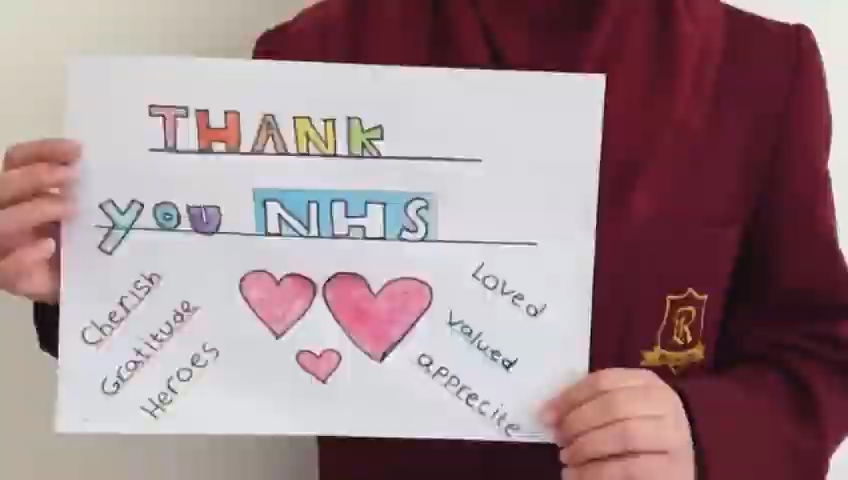 THANK
you NHS
Cherish
Gratitude
Heroes
Loved
valued
apprecite
R